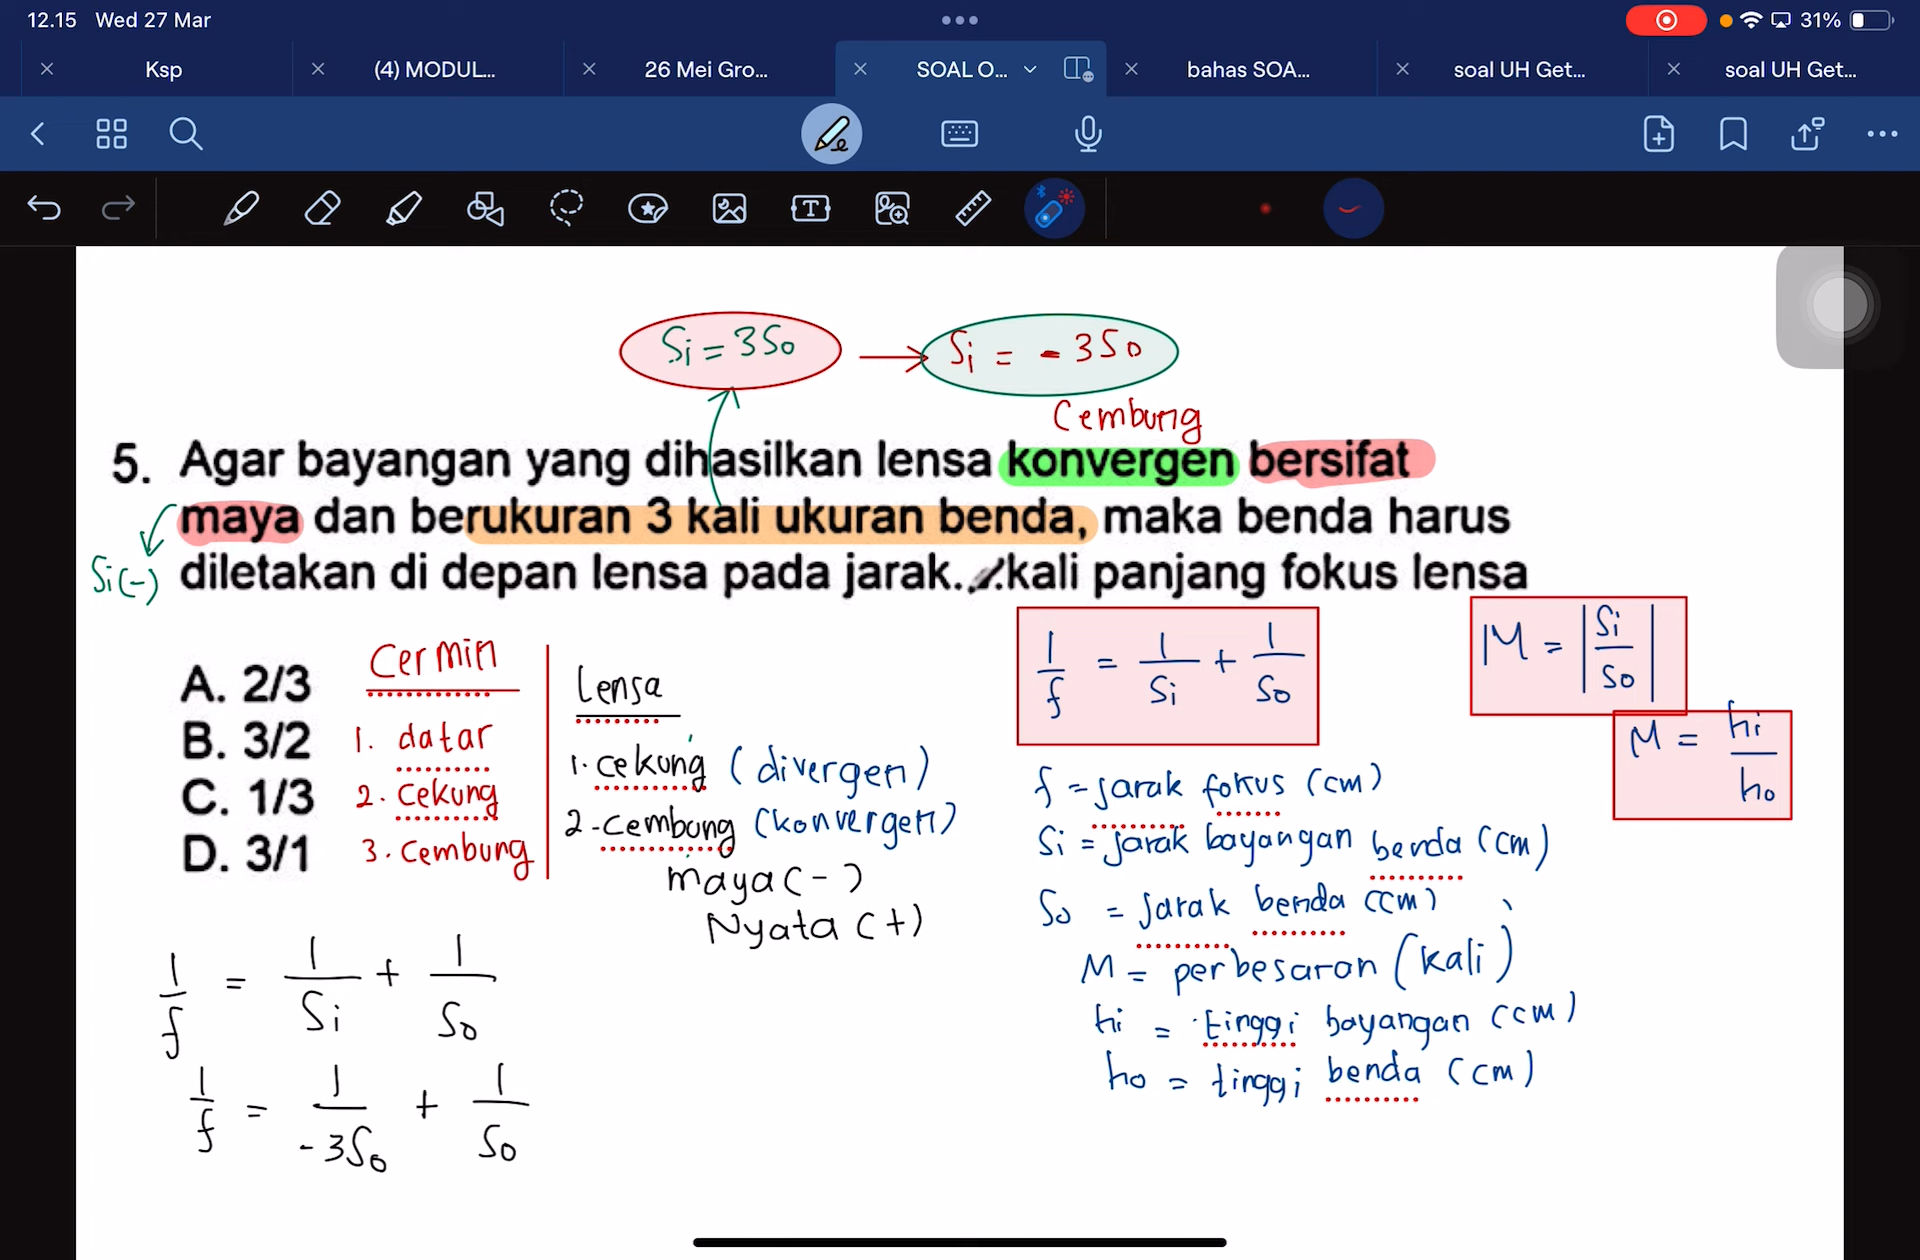 12.15 Wed 27 Mar
31%
Ksp
(4) MODUL...
26 Mei Gro...
SOAL O...
bahas SOA...
soal UH Get...
soal UH Get...
Si = 3So → Si = - 3So
Cembung
5. Agar bayangan yang dihasilkan lensa konvergen bersifat
maya dan berukuran 3 kali ukuran benda, maka benda harus
Si(-)
diletakan di depan lensa pada jarak....kali panjang fokus lensa
A. 2/3
B. 3/2
C. 1/3
D. 3/1
Cermin
1. datar
2. Cekung
3. Cembung
Lensa
1. Cekung (divergen)
2. Cembung (konvergen)
maya (-)
Nyata (+)
1/f = 1/Si + 1/So
M = |Si/So|
M = hi/ho
f = jarak fokus (cm)
Si = jarak bayangan benda (cm)
So = jarak benda (cm)
M = perbesaran (kali)
hi = tinggi bayangan (cm)
ho = tinggi benda (cm)
1/f = 1/Si + 1/So
1/f = 1/-3So + 1/So